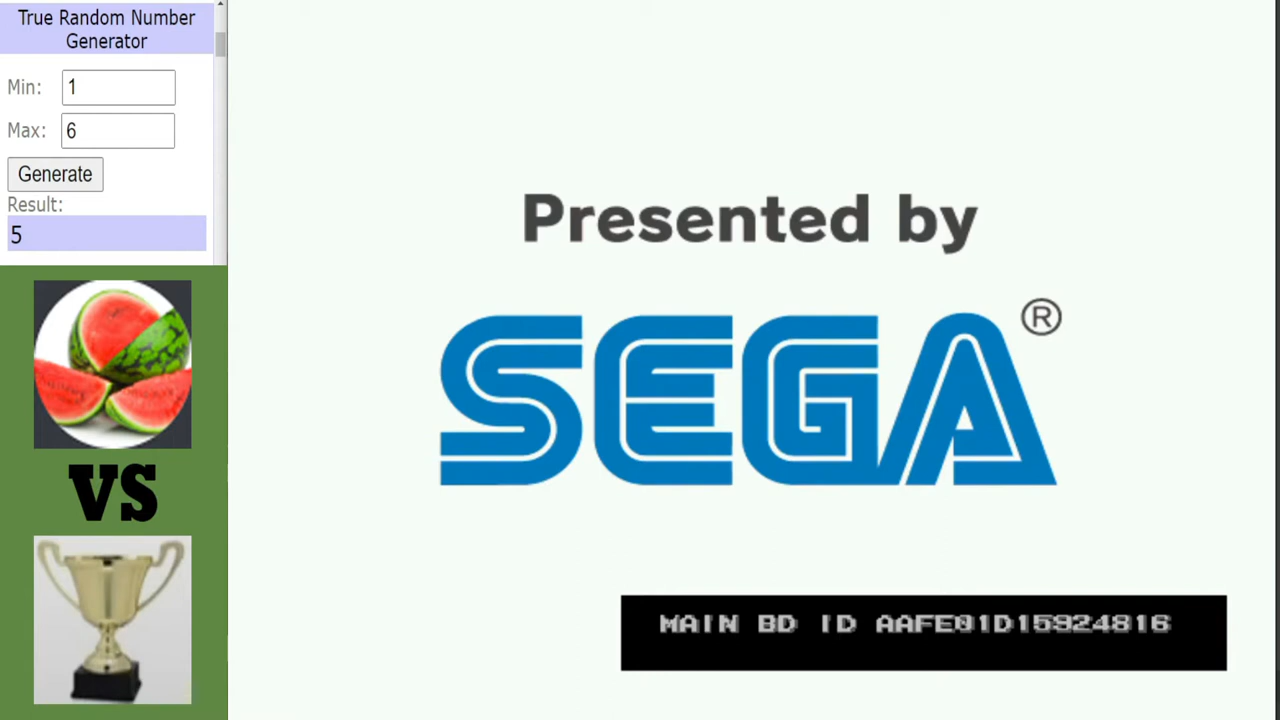 True Random Number
Generator
Min: 1
Max: 6
Generate
Result:
5
VS
Presented by
SEGA®
MAIN BD ID AAFE01D15924816